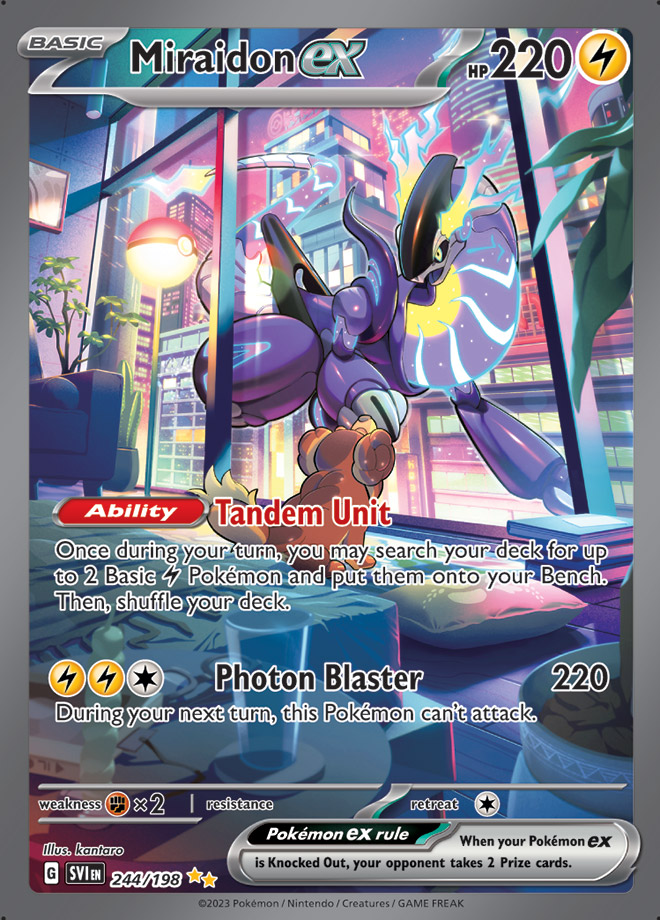 BASIC Miraidon ex HP 220
Ability Tandem Unit
Once during your turn, you may search your deck for up
to 2 Basic Pokémon and put them onto your Bench.
Then, shuffle your deck.
Photon Blaster 220
During your next turn, this Pokémon can't attack.
weakness ×2 resistance retreat
Pokémon ex rule When your Pokémon ex
is Knocked Out, your opponent takes 2 Prize cards.
Illus. kantaro
G SVI EN 244/198
©2023 Pokémon / Nintendo / Creatures / GAME FREAK